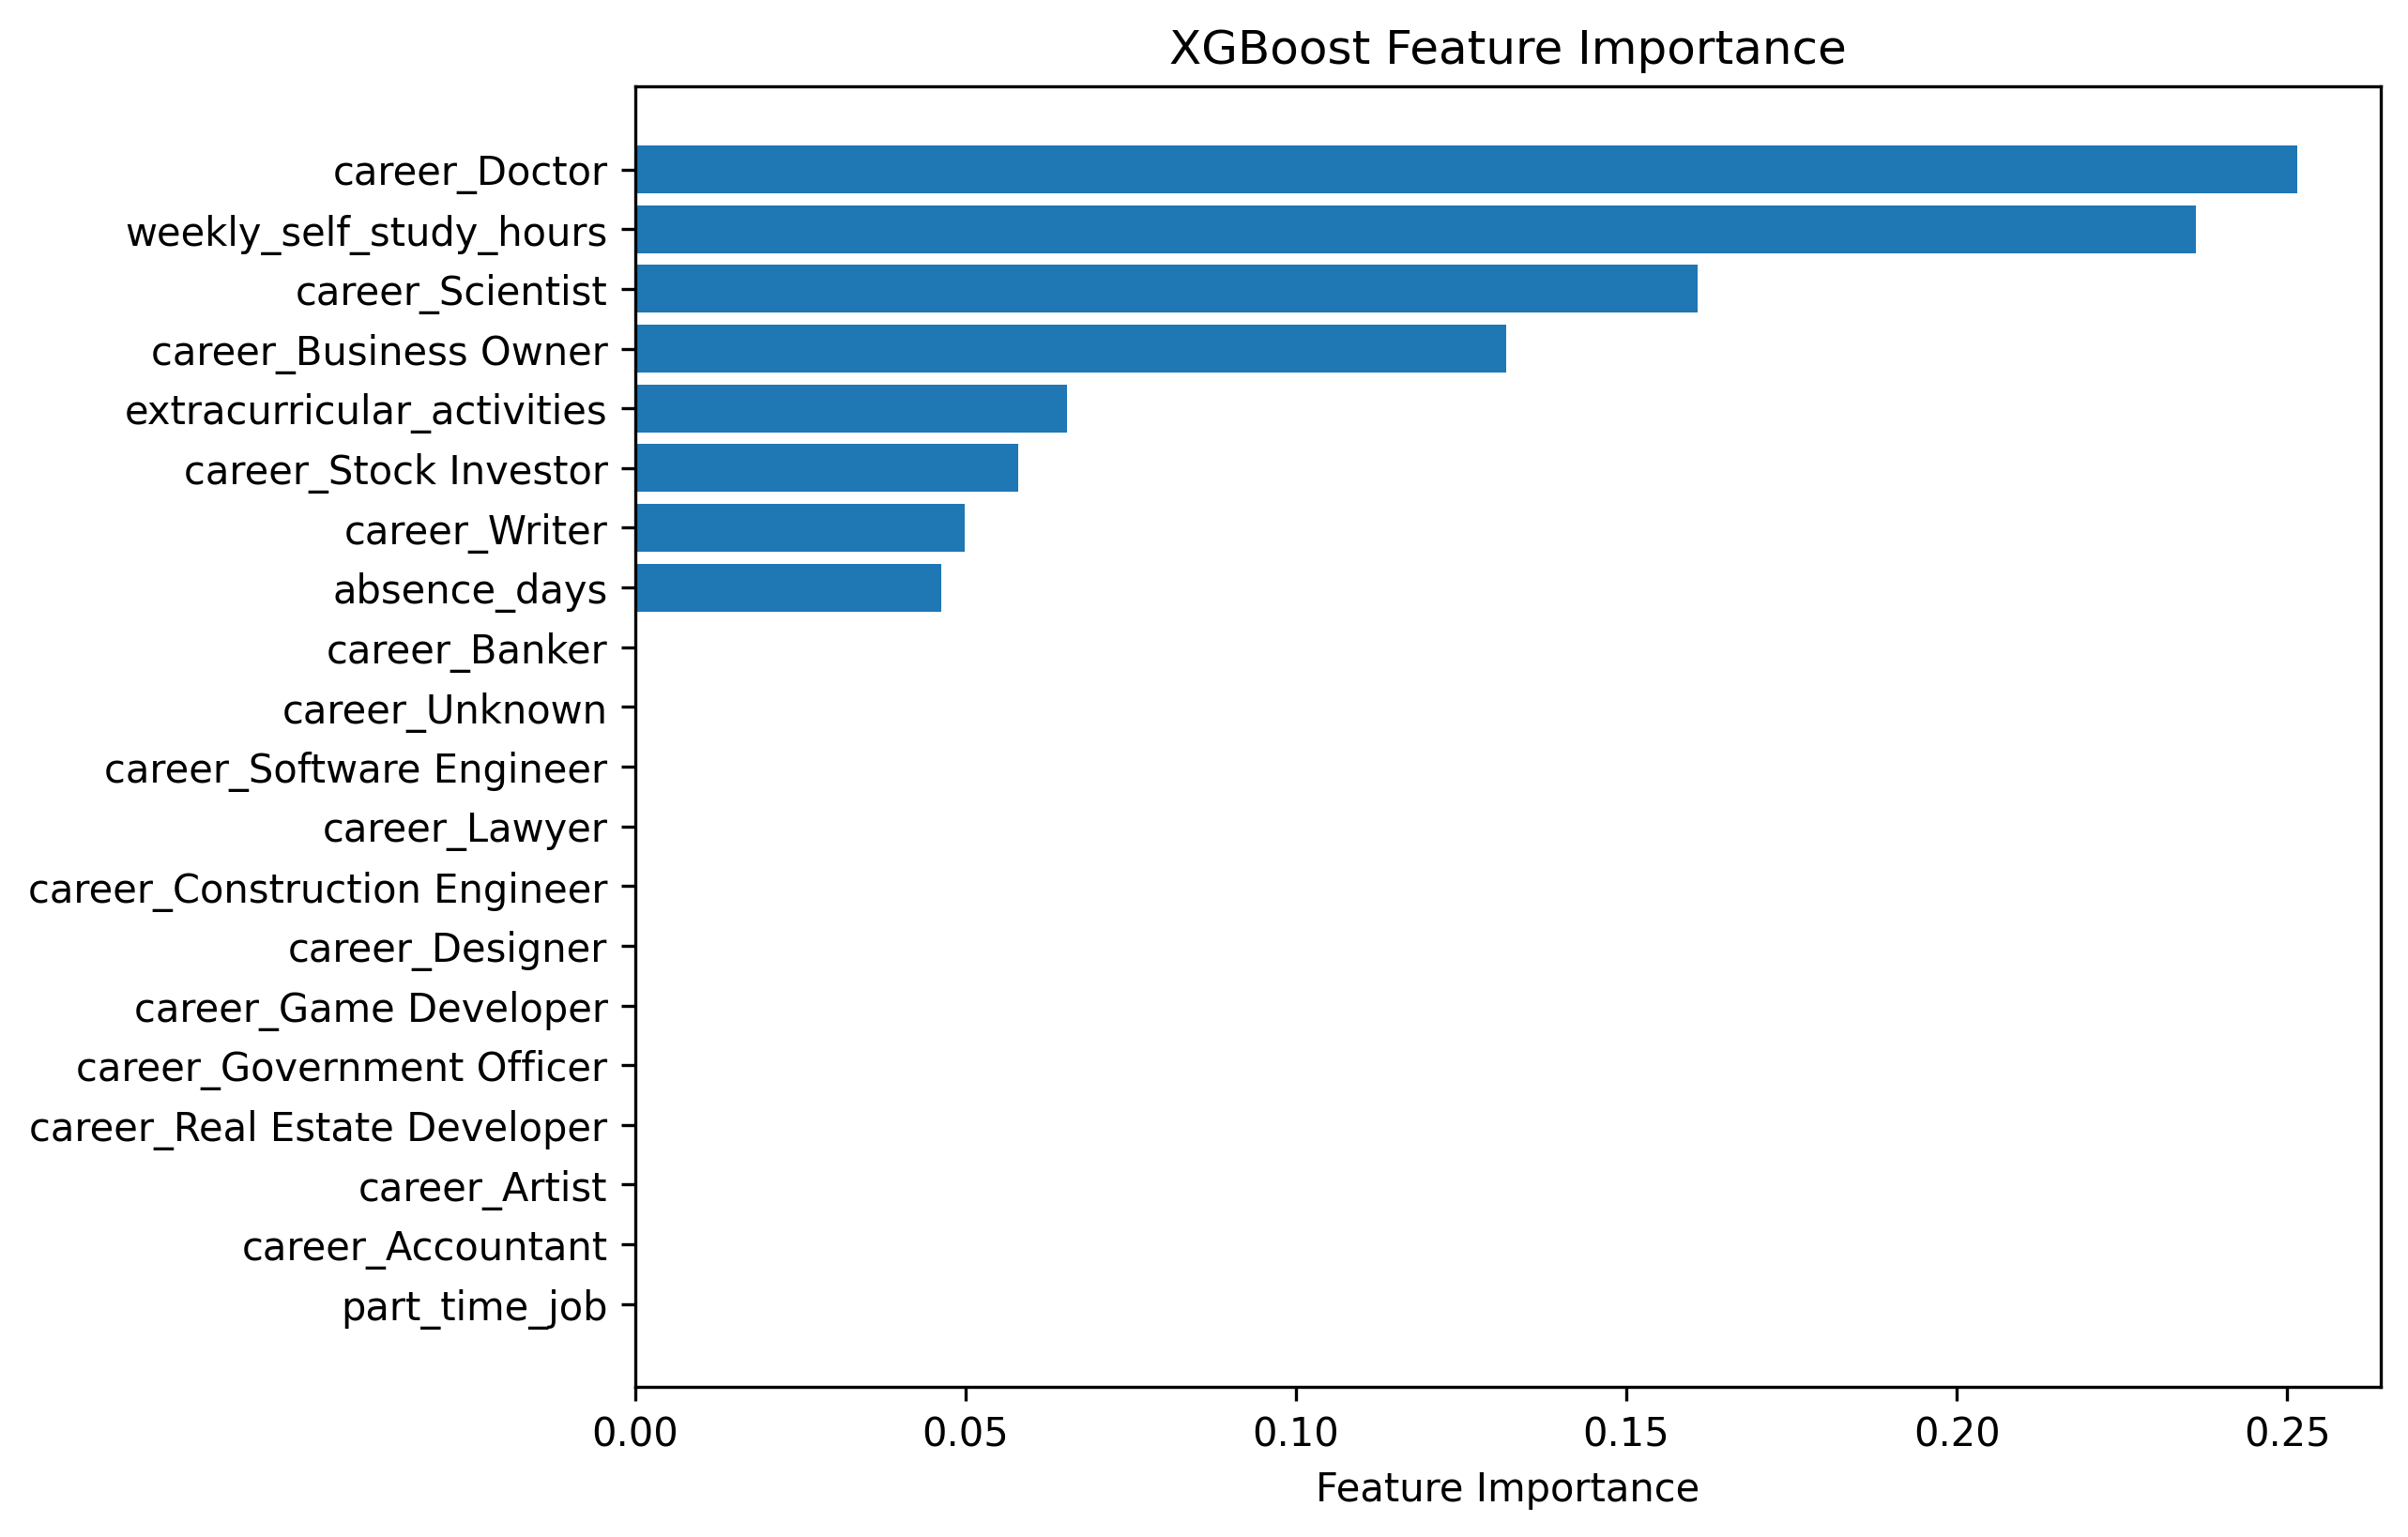 XGBoost Feature Importance
career_Doctor
weekly_self_study_hours
career_Scientist
career_Business Owner
extracurricular_activities
career_Stock Investor
career_Writer
absence_days
career_Banker
career_Unknown
career_Software Engineer
career_Lawyer
career_Construction Engineer
career_Designer
career_Game Developer
career_Government Officer
career_Real Estate Developer
career_Artist
career_Accountant
part_time_job
0.00 0.05 0.10 0.15 0.20 0.25
Feature Importance